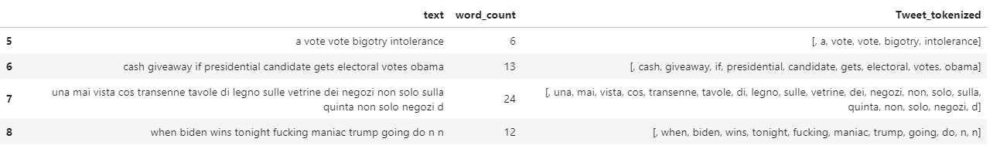 text word_count Tweet_tokenized
5 a vote vote bigotry intolerance 6 [, a, vote, vote, bigotry, intolerance]
6 cash giveaway if presidential candidate gets electoral votes obama 13 [, cash, giveaway, if, presidential, candidate, gets, electoral, votes, obama]
7 una mai vista cos transenne tavole di legno sulle vetrine dei negozi non solo sulla 24 [, una, mai, vista, cos, transenne, tavole, di, legno, sulle, vetrine, dei, negozi, non, solo, sulla,
quinta non solo negozi d quinta, non, solo, negozi, d]
8 when biden wins tonight fucking maniac trump going do n n 12 [, when, biden, wins, tonight, fucking, maniac, trump, going, do, n, n]